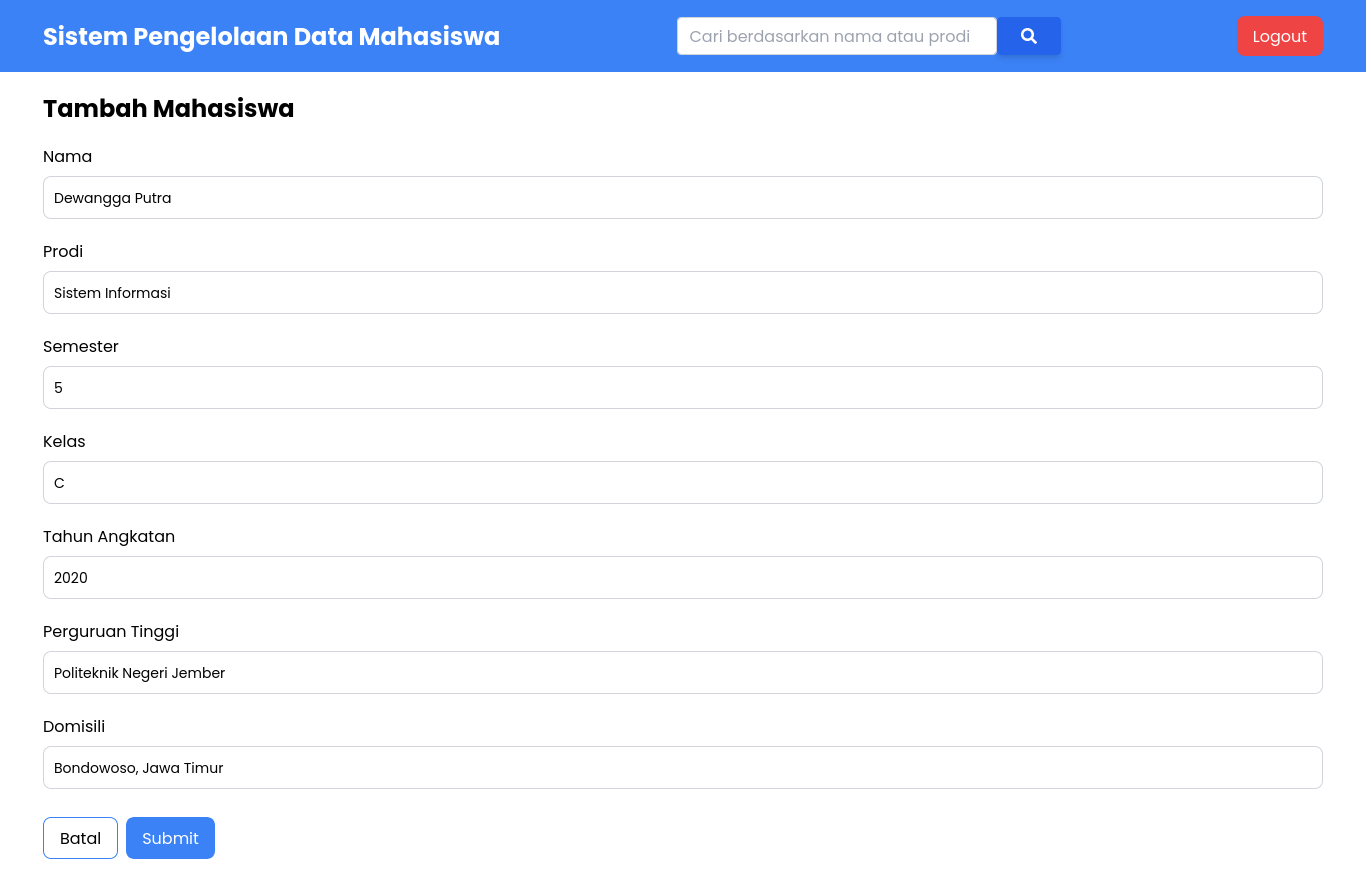 Sistem Pengelolaan Data Mahasiswa
Cari berdasarkan nama atau prodi
Logout
Tambah Mahasiswa
Nama
Dewangga Putra
Prodi
Sistem Informasi
Semester
5
Kelas
C
Tahun Angkatan
2020
Perguruan Tinggi
Politeknik Negeri Jember
Domisili
Bondowoso, Jawa Timur
Batal
Submit